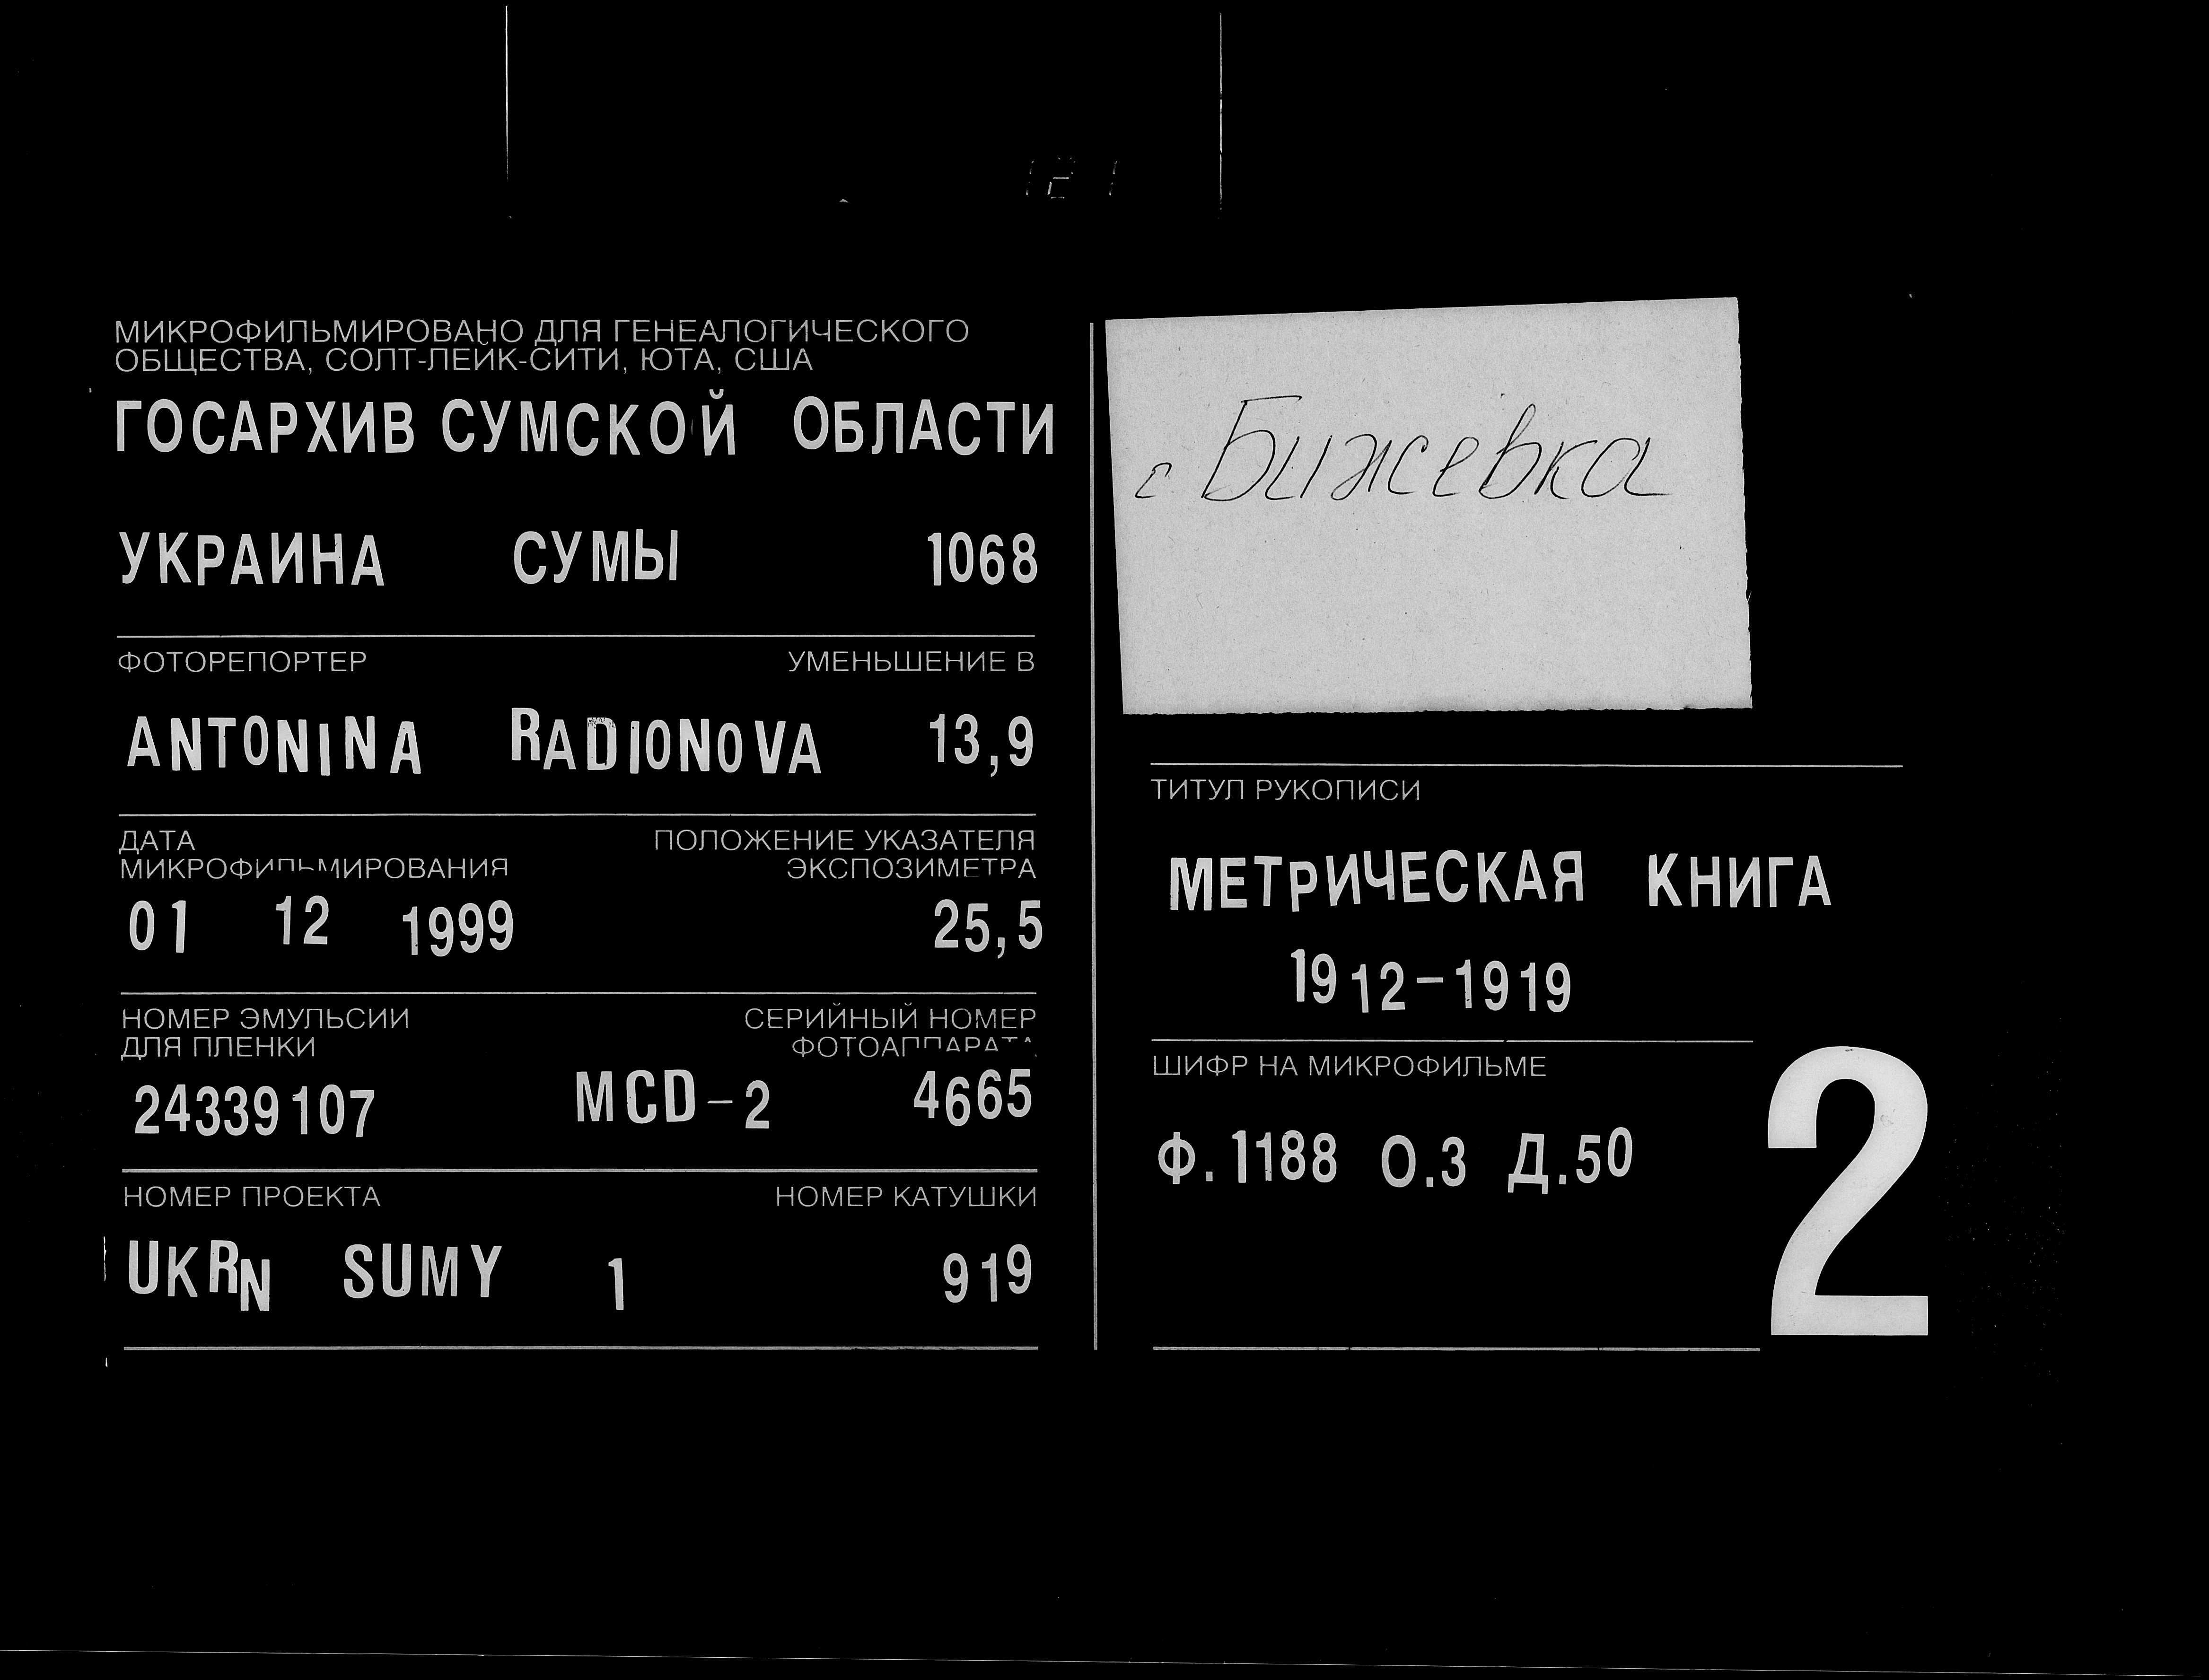 МИКРОФИЛЬМИРОВАНО ДЛЯ ГЕНЕАЛОГИЧЕСКОГО
ОБЩЕСТВА, СОЛТ-ЛЕЙК-СИТИ, ЮТА, США
ГОСАРХИВ СУМСКОЙ ОБЛАСТИ
УКРАИНА СУМЫ 1068
ФОТОРЕПОРТЕР УМЕНЬШЕНИЕ В
ANTONINA RADIONOVA 13,9
ДАТА ПОЛОЖЕНИЕ УКАЗАТЕЛЯ
МИКРОФИЛЬМИРОВАНИЯ ЭКСПОЗИМЕТРА
01 12 1999 25,5
НОМЕР ЭМУЛЬСИИ СЕРИЙНЫЙ НОМЕР
ДЛЯ ПЛЕНКИ ФОТОАППАРАТА
24339107 MCD-2 4665
НОМЕР ПРОЕКТА НОМЕР КАТУШКИ
UKRN SUMY 1 919
с Бижевка
ТИТУЛ РУКОПИСИ
МЕТРИЧЕСКАЯ КНИГА
1912-1919
ШИФР НА МИКРОФИЛЬМЕ
Ф.1188 О.3 Д.50
2